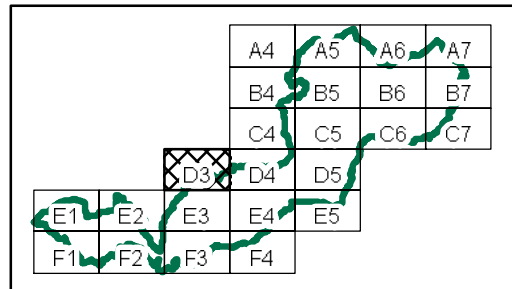 A4 A5 A6 A7
B4 B5 B6 B7
C4 C5 C6 C7
D3 D4 D5
E1 E2 E3 E4 E5
F1 F2 F3 F4